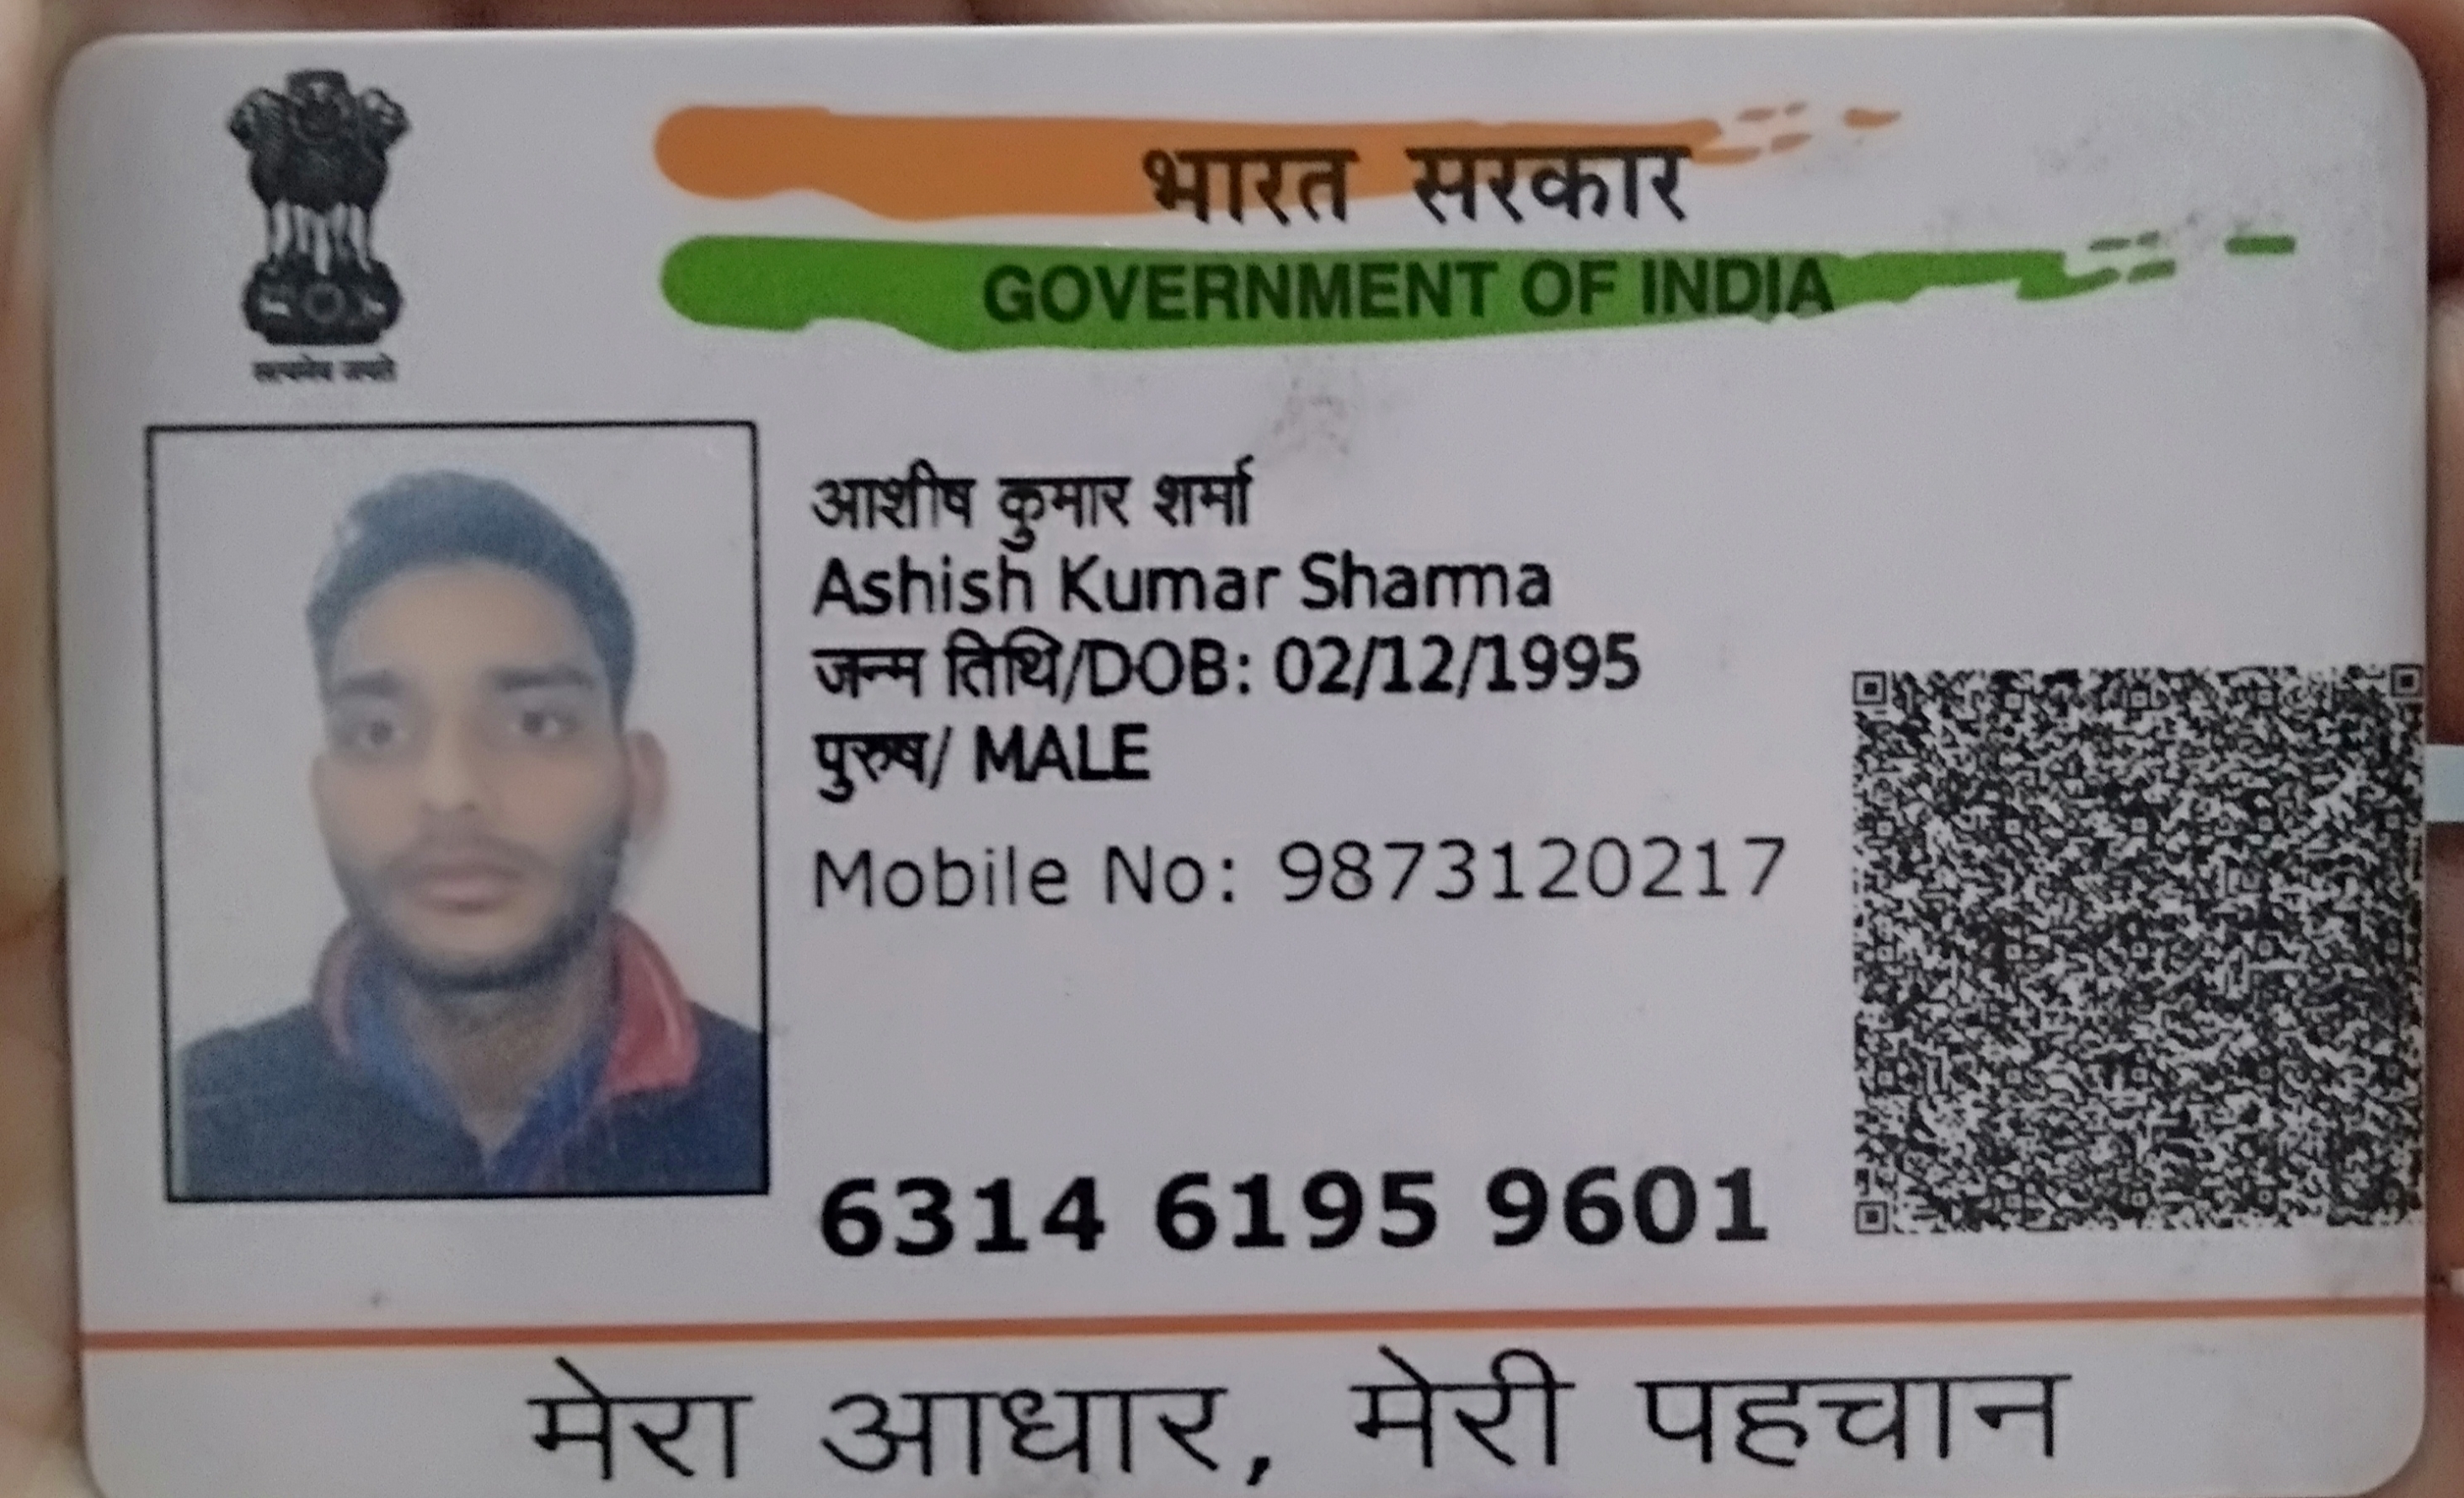 सत्यमेव जयते
भारत सरकार
GOVERNMENT OF INDIA
आशीष कुमार शर्मा
Ashish Kumar Sharma
जन्म तिथि/DOB: 02/12/1995
पुरुष/ MALE
Mobile No: 9873120217
6314 6195 9601
मेरा आधार, मेरी पहचान